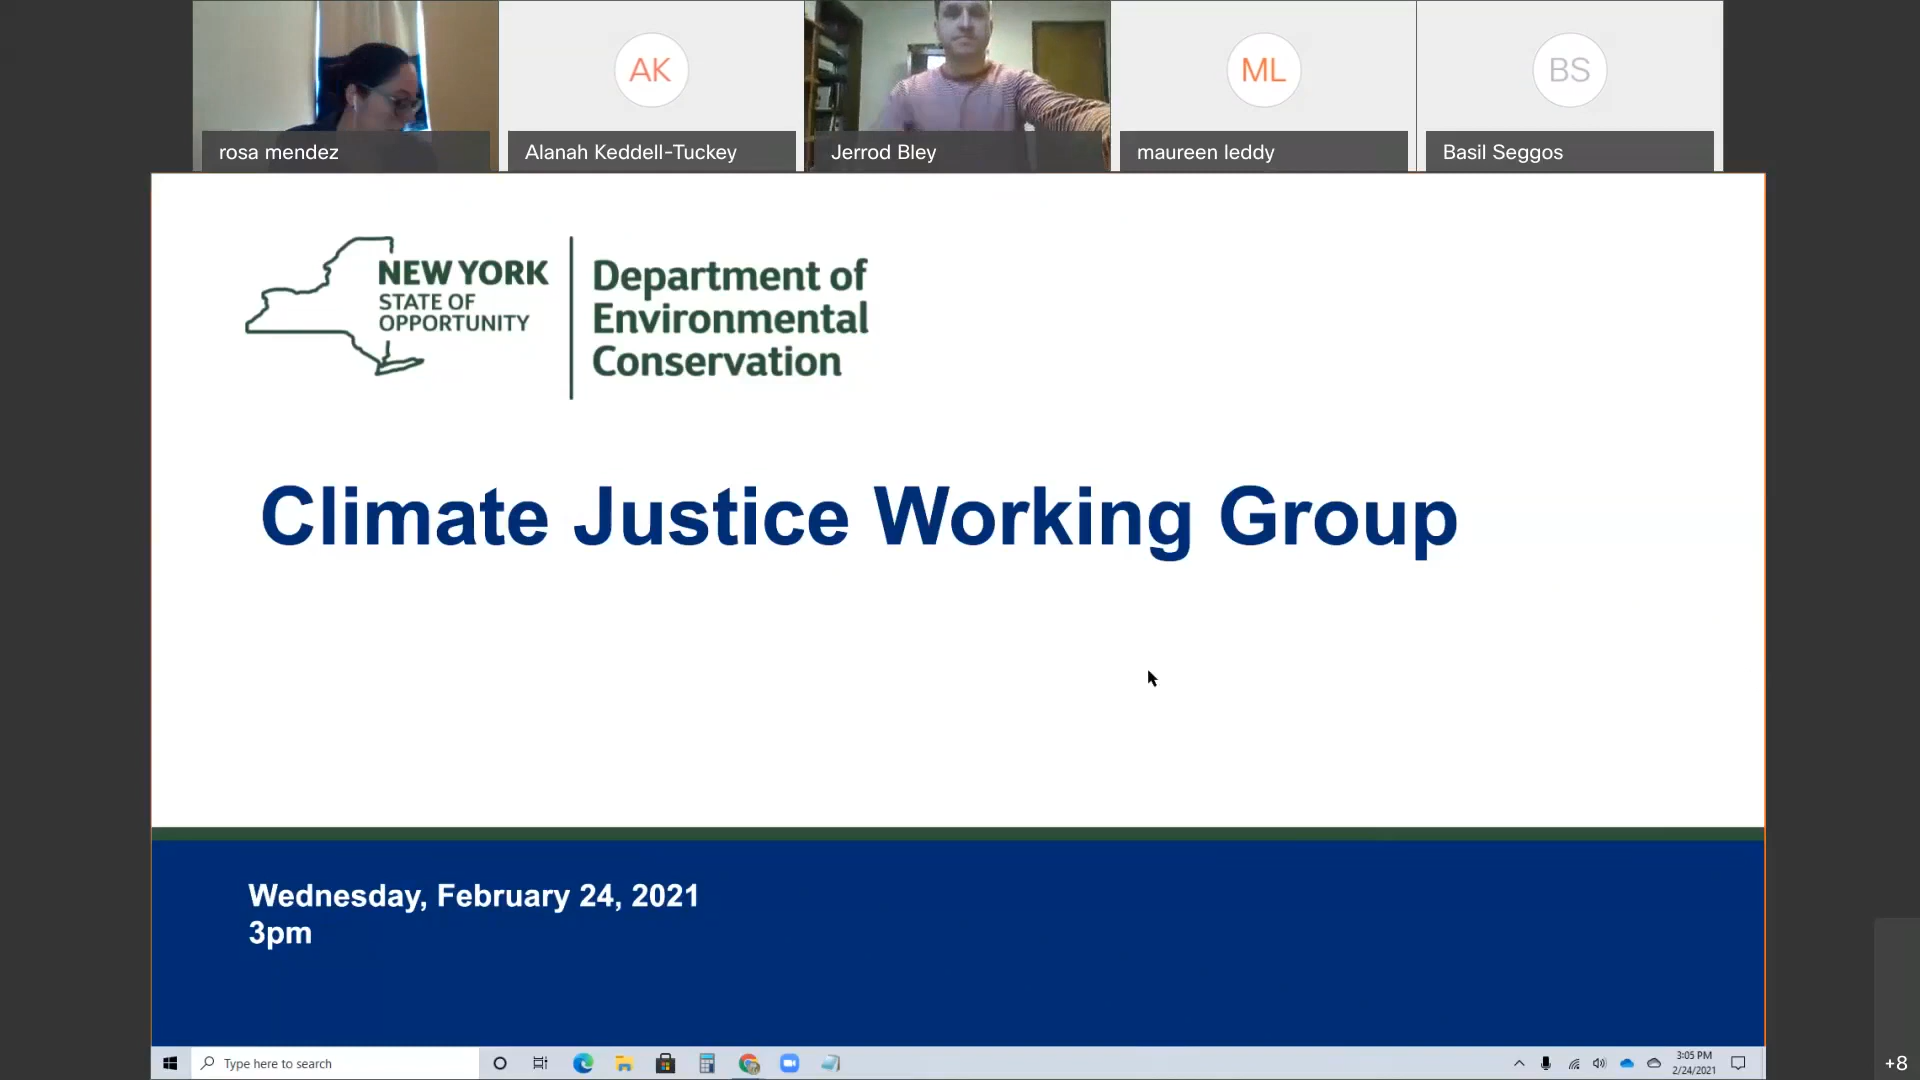 AK
ML
BS
rosa mendez
Alanah Keddell-Tuckey
Jerrod Bley
maureen leddy
Basil Seggos
NEW YORK
STATE OF
OPPORTUNITY
Department of
Environmental
Conservation
Climate Justice Working Group
Wednesday, February 24, 2021
3pm
Type here to search
3:05 PM
2/24/2021
+8